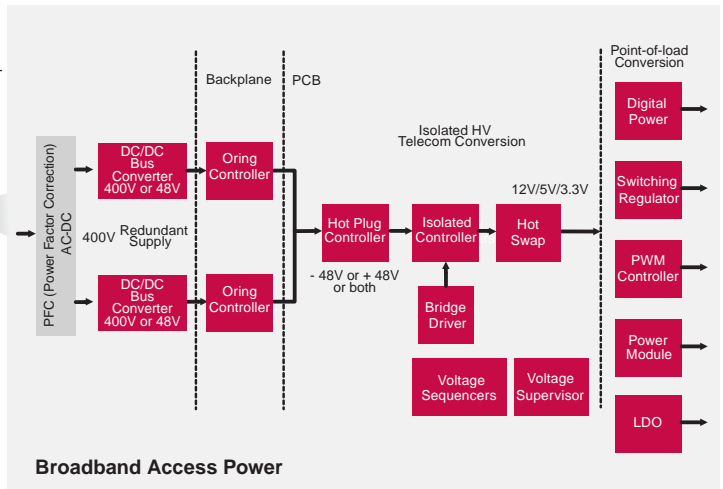 Point-of-load
Conversion
Backplane
PCB
Digital
Power
Isolated HV
Telecom Conversion
PFC (Power Factor Correction)
AC-DC
DC/DC
Bus
Converter
400V or 48V
Oring
Controller
12V/5V/3.3V
Switching
Regulator
400V
Redundant
Supply
Hot Plug
Controller
Isolated
Controller
Hot
Swap
- 48V or + 48V
or both
PWM
Controller
DC/DC
Bus
Converter
400V or 48V
Oring
Controller
Bridge
Driver
Power
Module
Voltage
Sequencers
Voltage
Supervisor
LDO
Broadband Access Power